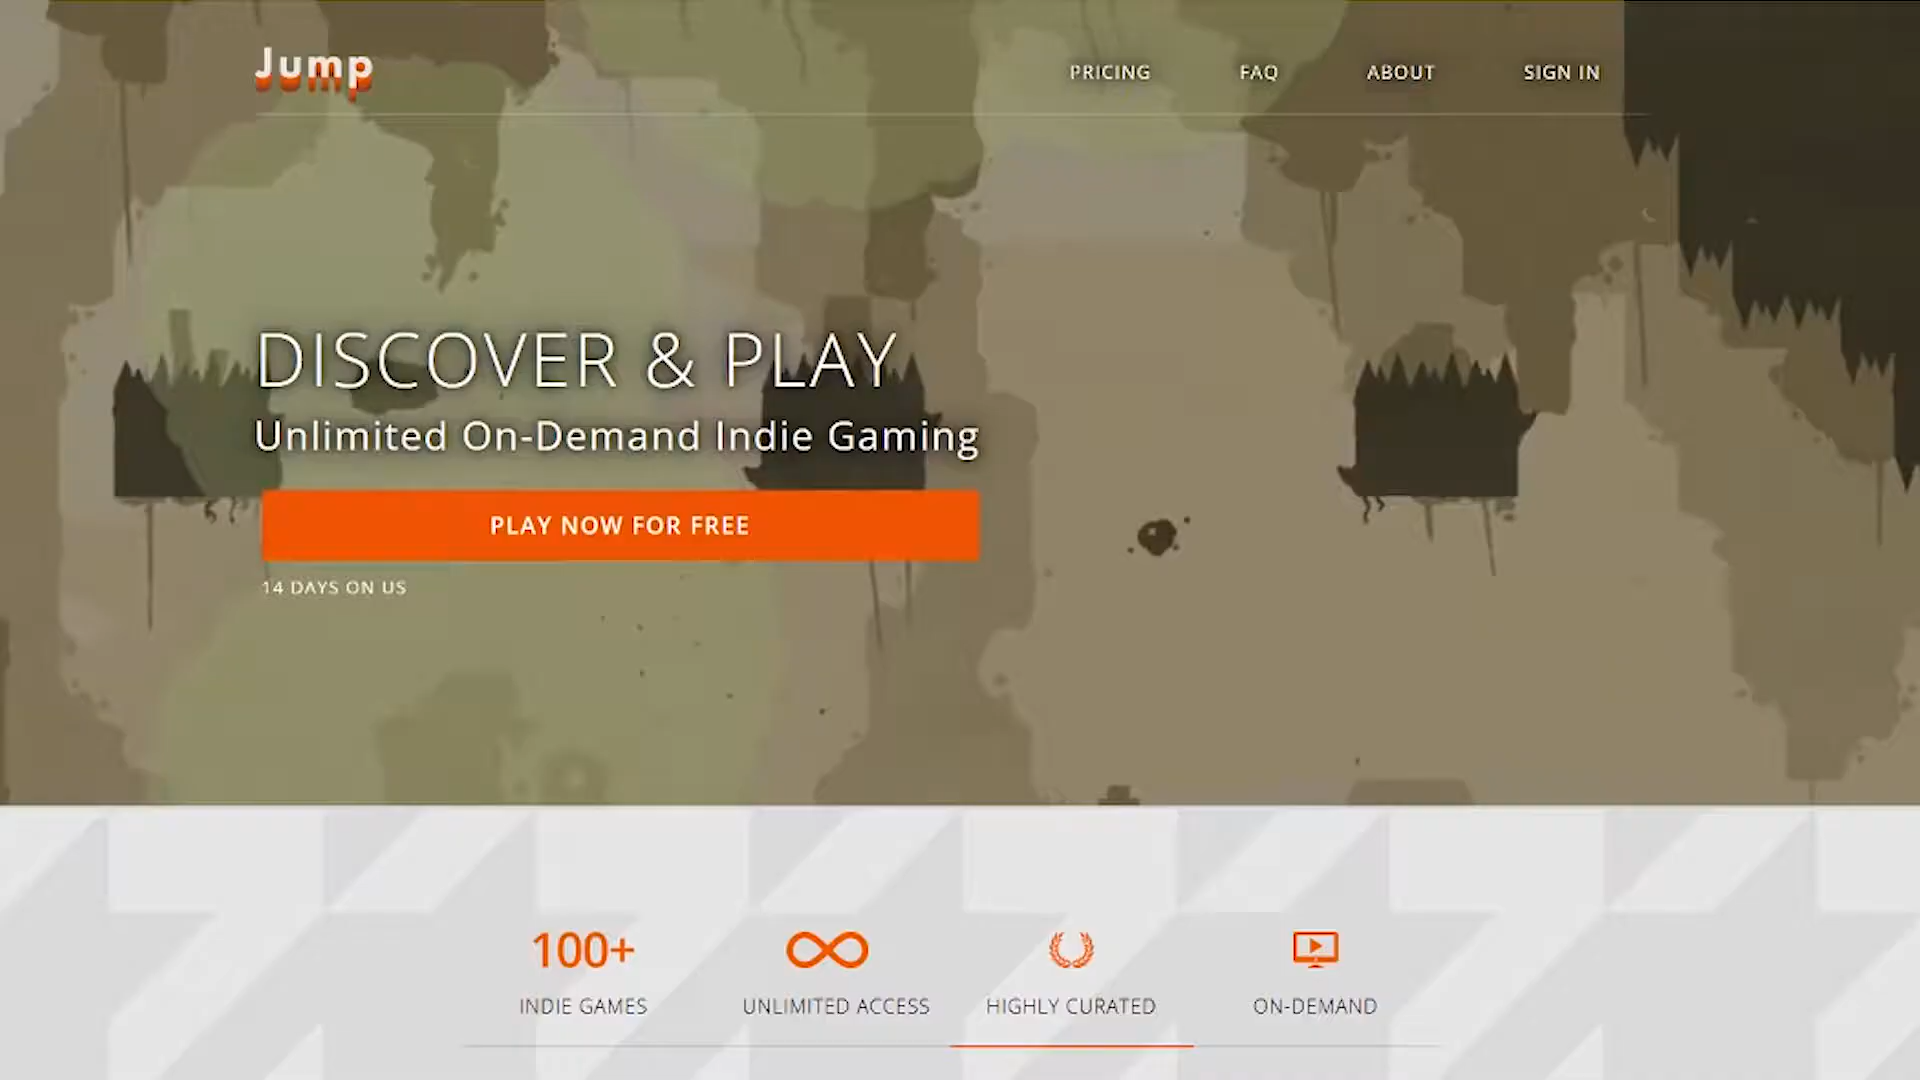 Jump
PRICING FAQ ABOUT SIGN IN
DISCOVER & PLAY
Unlimited On-Demand Indie Gaming
PLAY NOW FOR FREE
14 DAYS ON US
100+
INDIE GAMES UNLIMITED ACCESS HIGHLY CURATED ON-DEMAND